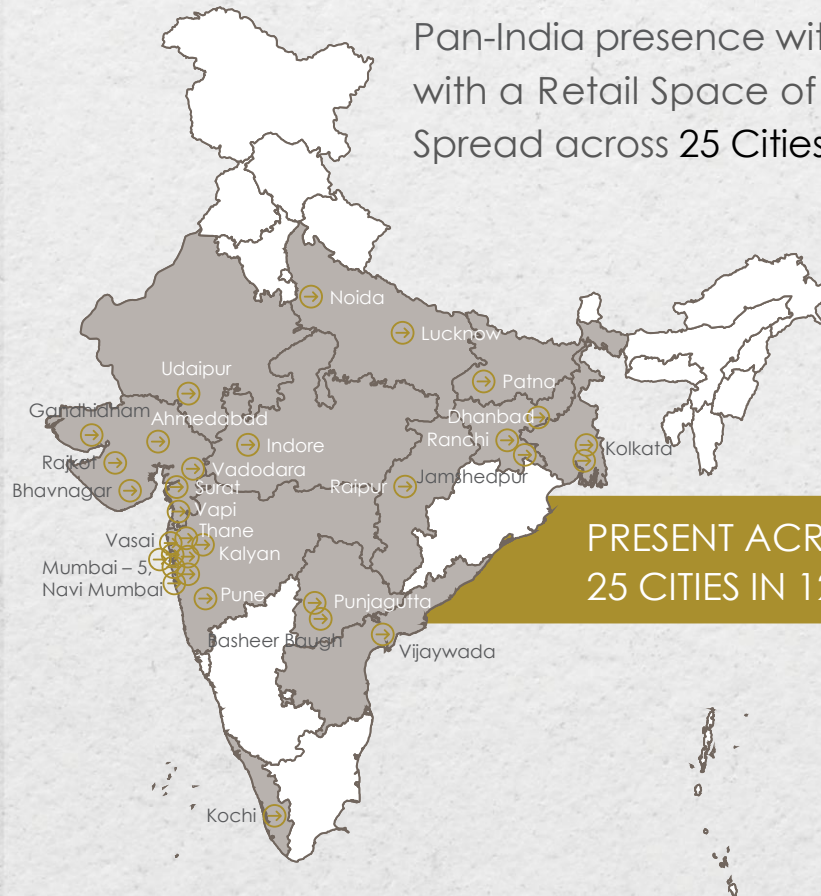 Pan-India presence wit
with a Retail Space of
Spread across 25 Cities
Noida
Lucknow
Udaipur
Patna
Gandhidham
Ahmedabad
Dhanbad
Ranchi
Indore
Kolkata
Rajkot
Vadodara
Jamshedpur
Bhavnagar
Surat
Raipur
Vapi
Thane
Vasai
Kalyan
Mumbai – 5,
Navi Mumbai
Pune
Punjagutta
Basheer Baugh
Vijaywada
Kochi
PRESENT ACR
25 CITIES IN 12